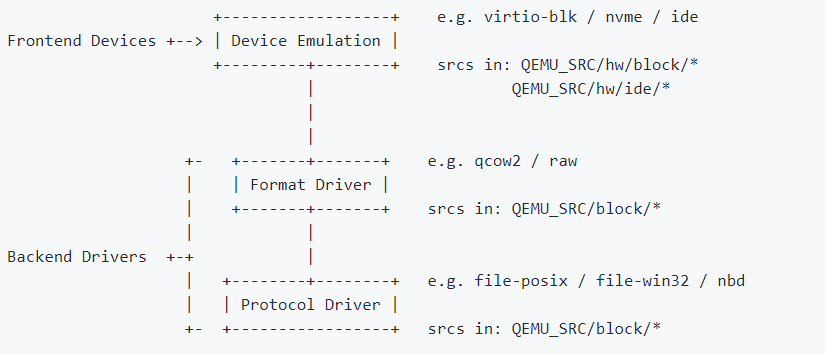 +------------------+    e.g. virtio-blk / nvme / ide
Frontend Devices +--> | Device Emulation |
                      +---------+--------+    srcs in: QEMU_SRC/hw/block/*
                                |                     QEMU_SRC/hw/ide/*
                                |
                                |
                   +-   +-------+-------+    e.g. qcow2 / raw
                   |    | Format Driver |
                   |    +-------+-------+    srcs in: QEMU_SRC/block/*
                   |            |
Backend Drivers  +-+            |
                   |   +--------+--------+   e.g. file-posix / file-win32 / nbd
                   |   | Protocol Driver |
                   +-  +-----------------+   srcs in: QEMU_SRC/block/*